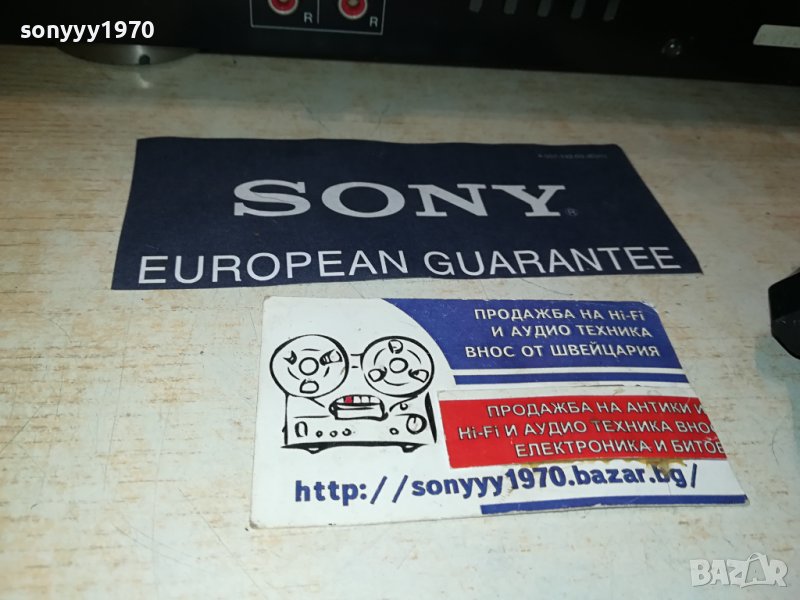 sonyyy1970
R
R
SONY®
EUROPEAN GUARANTEE
ПРОДАЖБА НА Hi-Fi
И АУДИО ТЕХНИКА
ВНОС ОТ ШВЕЙЦАРИЯ
ПРОДАЖБА НА АНТИКИ И
Hi-Fi И АУДИО ТЕХНИКА ВНОС
ЕЛЕКТРОНИКА И БИТОВ
http://sonyyy1970.bazar.bg/
BAZAR